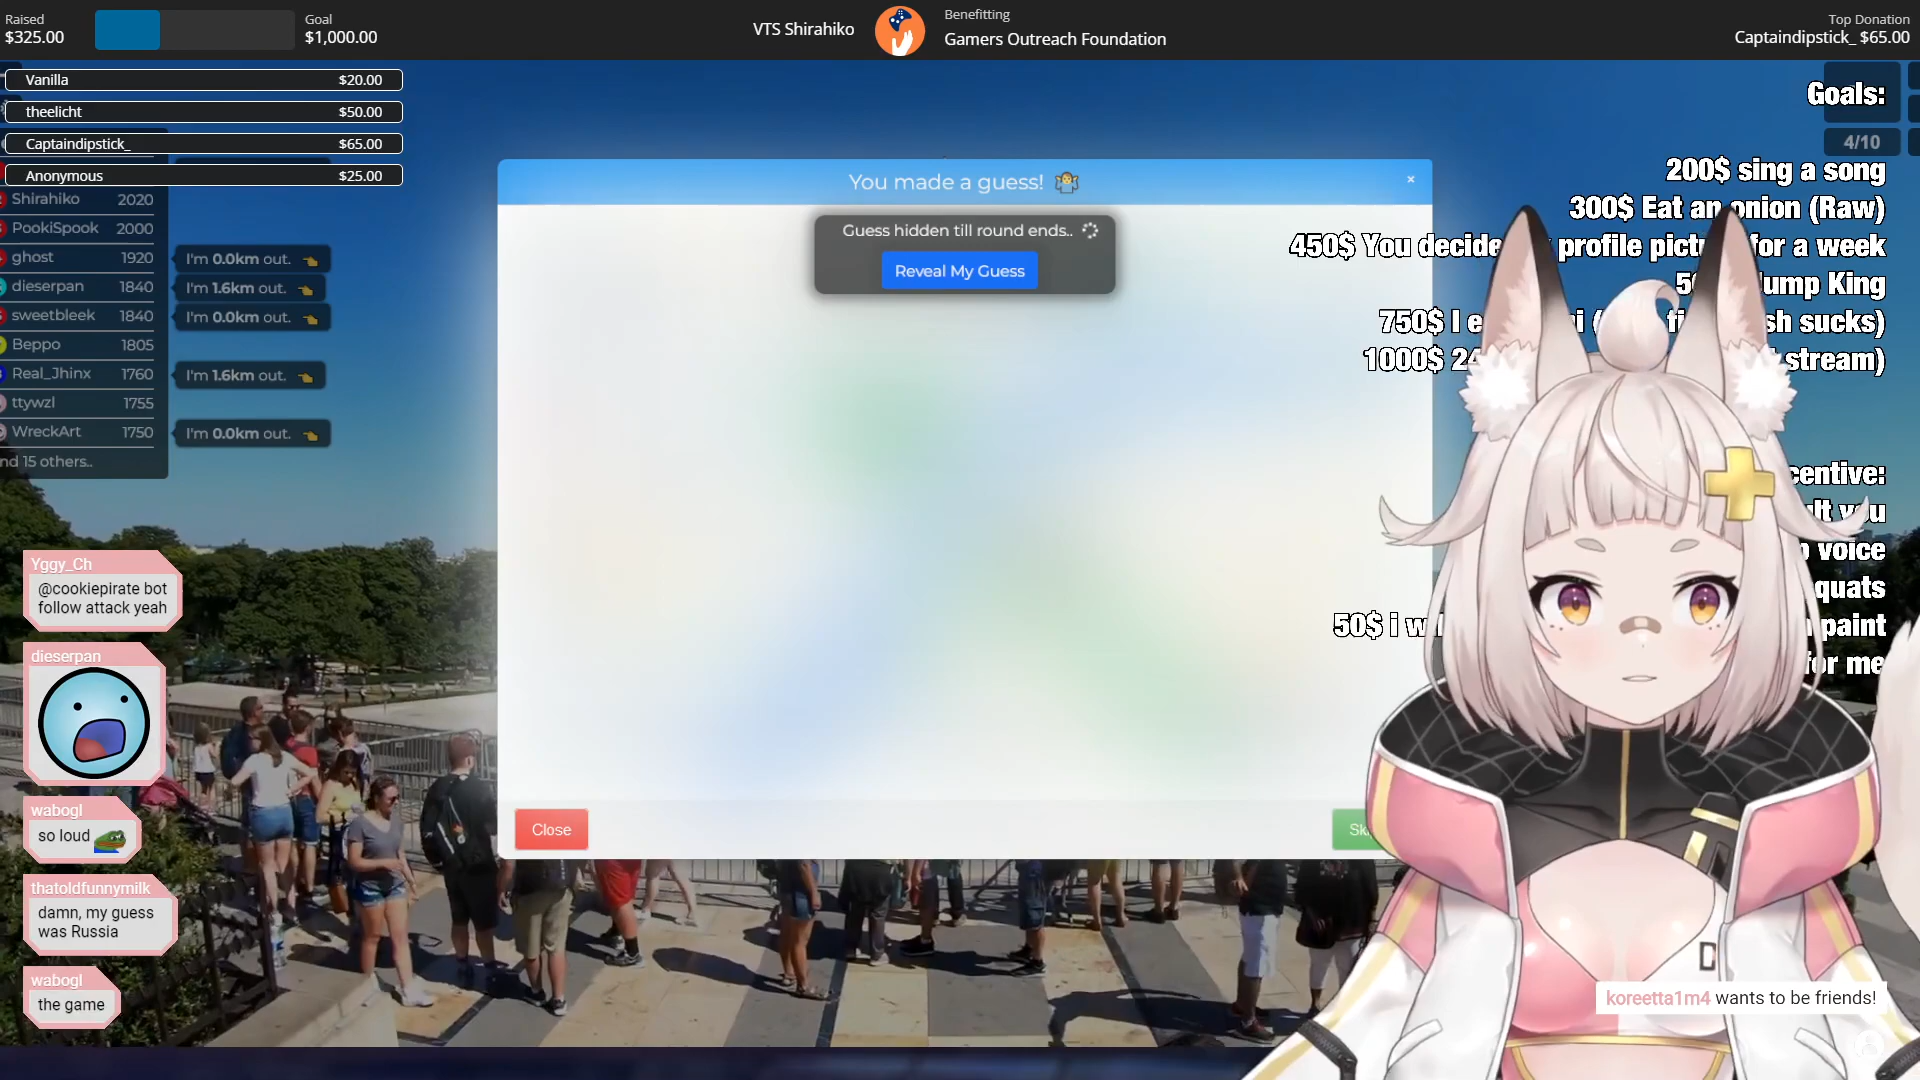 Raised
$325.00
Goal
$1,000.00
VTS Shirahiko
Benefitting
Gamers Outreach Foundation
Top Donation
Captaindipstick_ $65.00
Vanilla $20.00
theelicht $50.00
Captaindipstick_ $65.00
Anonymous $25.00
Shirahiko 2020
PookiSpook 2000
ghost 1920
I'm 0.0km out.
dieserpan 1840
I'm 1.6km out.
sweetbleek 1840
I'm 0.0km out.
Beppo 1805
Real_Jhinx 1760
I'm 1.6km out.
ttywzl 1755
WreckArt 1750
I'm 0.0km out.
nd 15 others..
You made a guess!
×
Guess hidden till round ends..
Reveal My Guess
Close
Goals:
4/10
200$ sing a song
300$ Eat an onion (Raw)
450$ You decide profile for a week
King
750$ I sh sucks)
1000$ stream)
voice
paint
50$ i
for me
Yggy_Ch
@cookiepirate bot
follow attack yeah
dieserpan
wabogl
so loud
thatoldfunnymilk
damn, my guess
was Russia
wabogl
the game
koreetta1m4 wants to be friends!